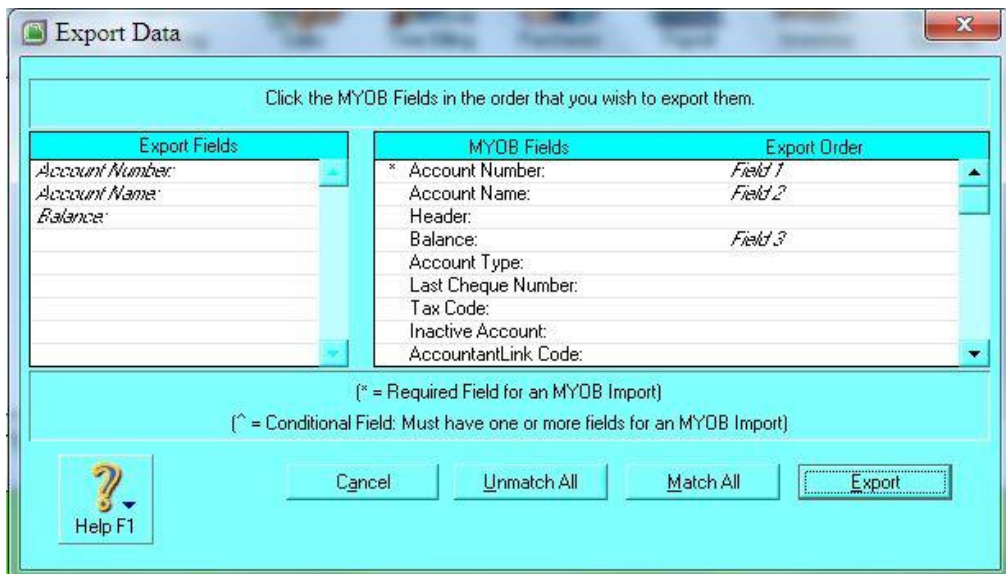 Export Data
Click the MYOB Fields in the order that you wish to export them.
Export Fields
Account Number:
Account Name:
Balance:
MYOB Fields Export Order
* Account Number: Field 1
Account Name: Field 2
Header:
Balance: Field 3
Account Type:
Last Cheque Number:
Tax Code:
Inactive Account:
AccountantLink Code:
(* = Required Field for an MYOB Import)
(^ = Conditional Field: Must have one or more fields for an MYOB Import)
Help F1
Cancel Unmatch All Match All Export